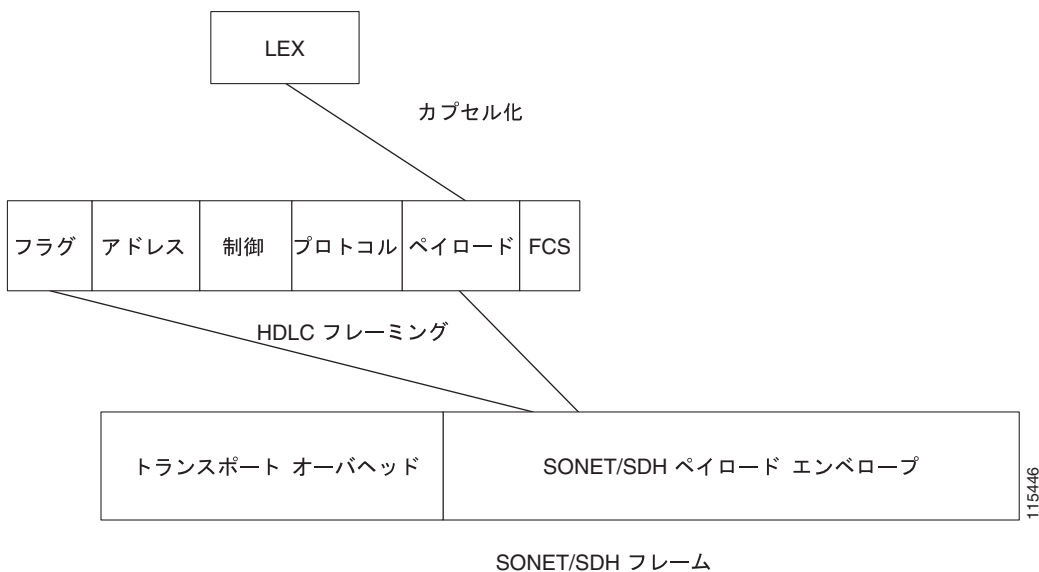 LEX
カプセル化
フラグ
アドレス
制御
プロトコル
ペイロード
FCS
HDLC フレーミング
トランスポート オーバヘッド
SONET/SDH ペイロード エンベロープ
115446
SONET/SDH フレーム